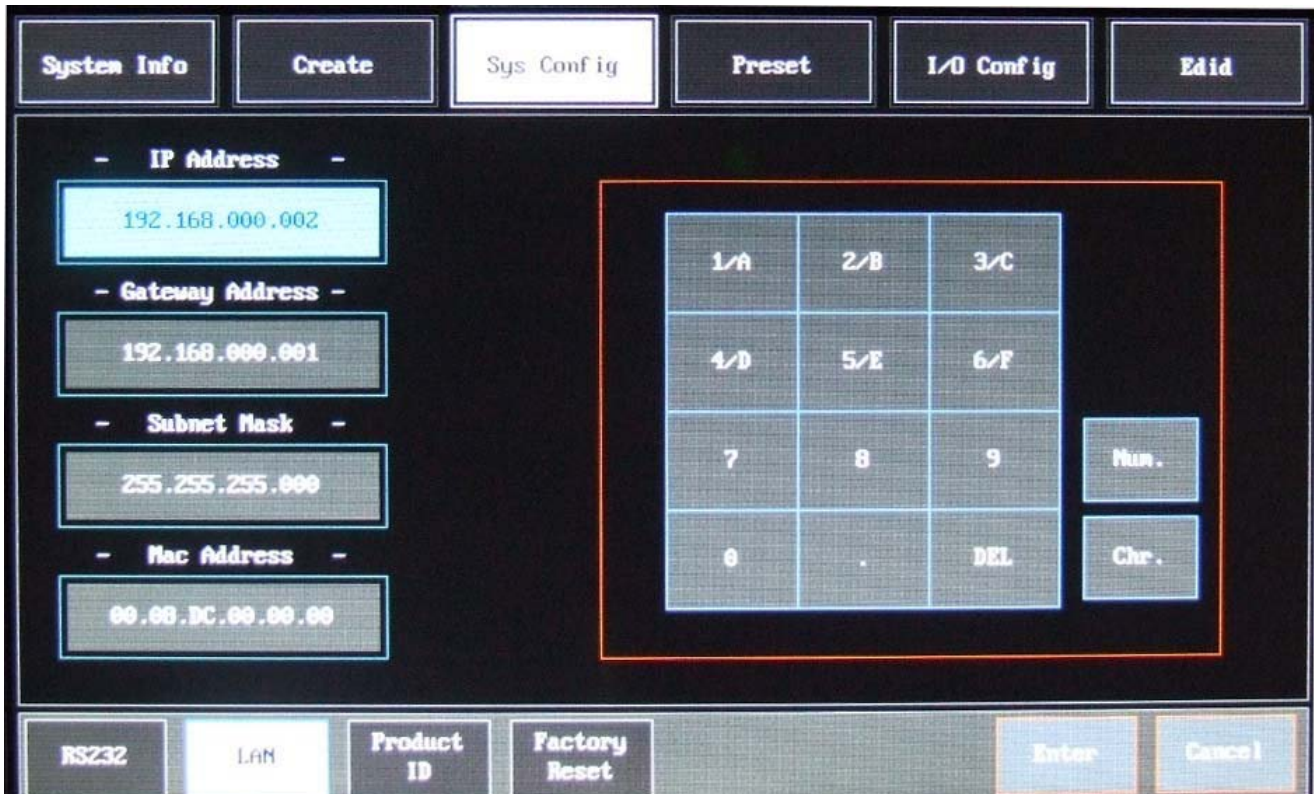 System Info
Create
Sys Config
Preset
I/O Config
Edid
- IP Address -
192.168.000.002
- Gateway Address -
192.168.000.001
- Subnet Mask -
255.255.255.000
- Mac Address -
00.08.DC.00.00.00
1/A
2/B
3/C
4/D
5/E
6/F
7
8
9
Num.
0
.
DEL
Chr.
RS232
LAN
Product
ID
Factory
Reset
Enter
Cancel